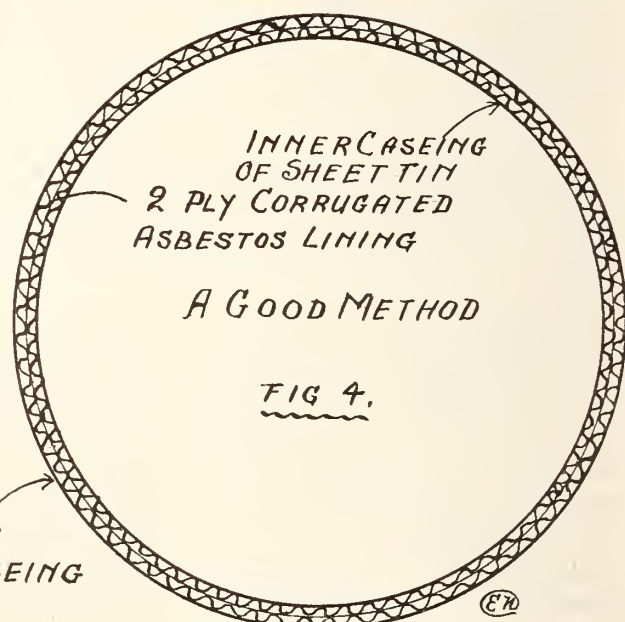 INNER CASEING
OF SHEET TIN
2 PLY CORRUGATED
ASBESTOS LINING
A GOOD METHOD
FIG 4.
EING